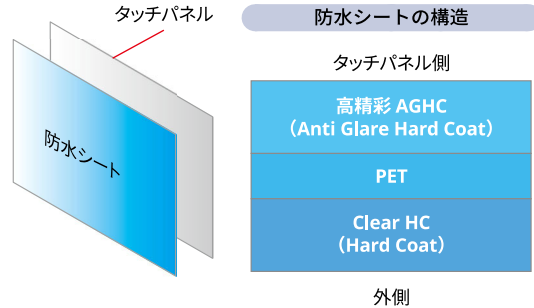 タッチパネル
防水シート
防水シートの構造
タッチパネル側
高精彩 AGHC
（Anti Glare Hard Coat）
PET
Clear HC
（Hard Coat）
外側